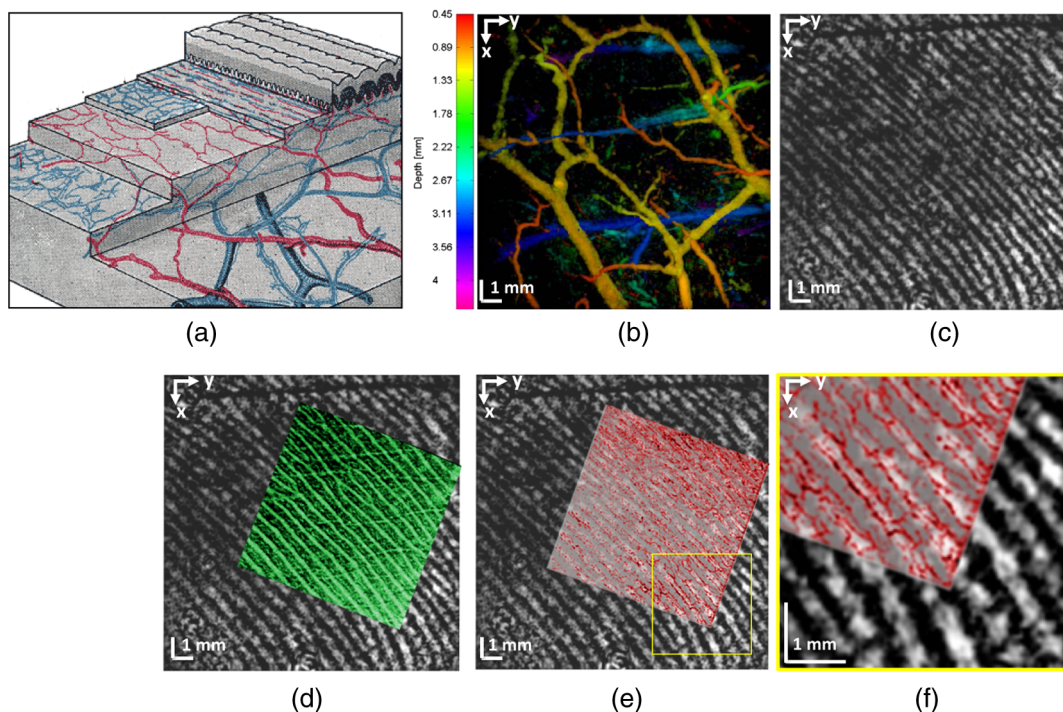 0.45
0.89
1.33
1.78
2.22
2.67
3.11
3.56
4
Depth [mm]
y
x
1 mm
y
x
1 mm
(a)
(b)
(c)
y
x
1 mm
y
x
1 mm
y
x
1 mm
(d)
(e)
(f)